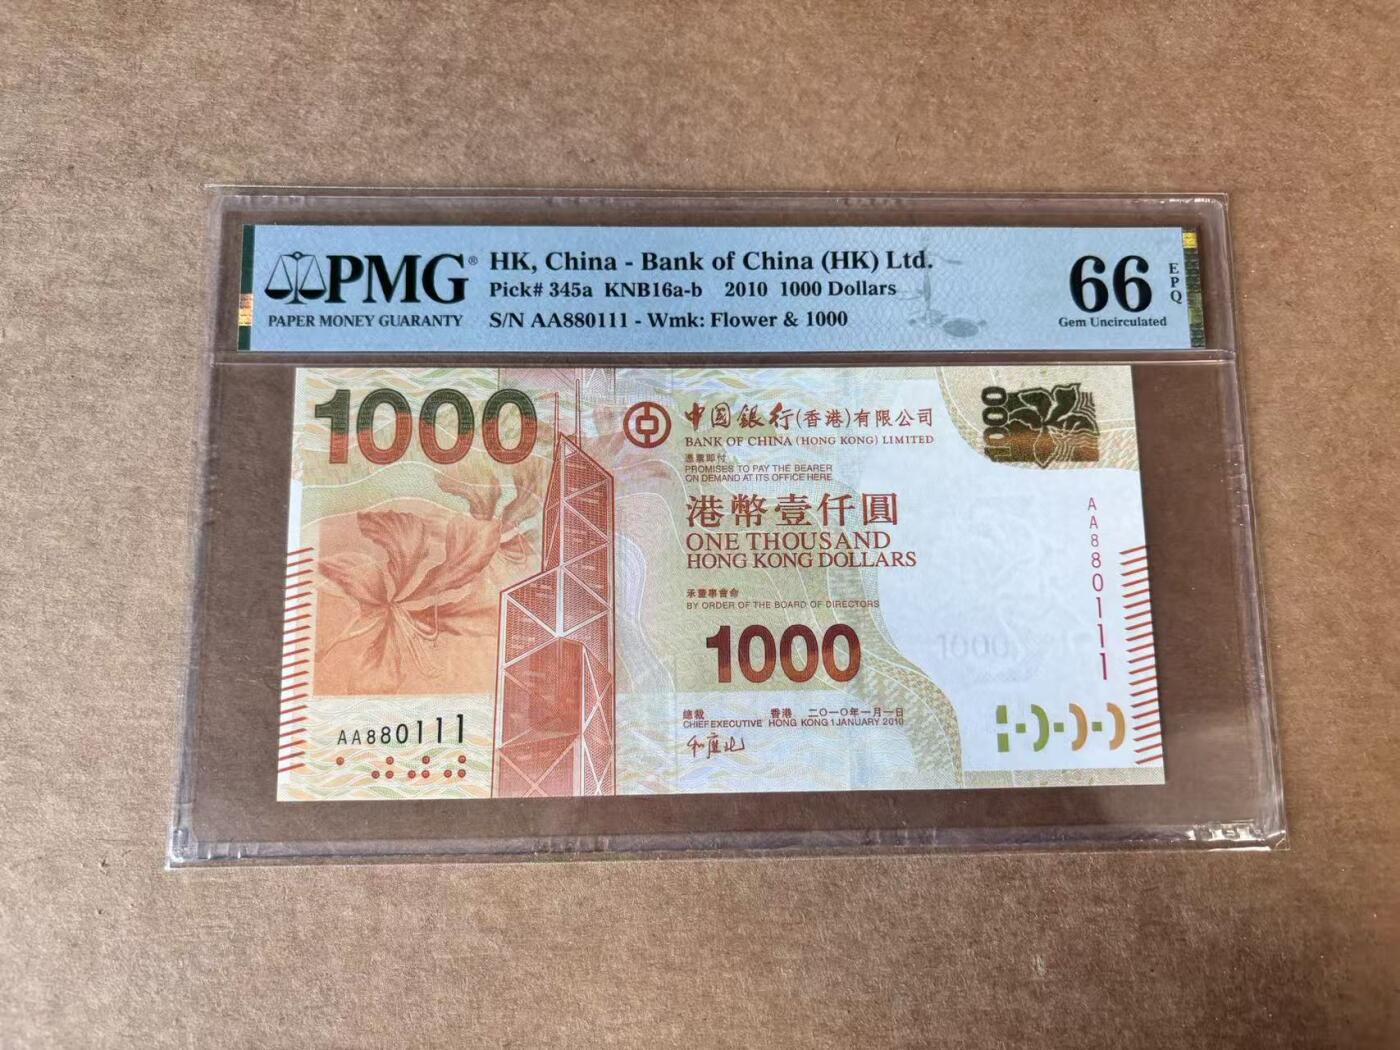 PMG®
PAPER MONEY GUARANTY
HK, China - Bank of China (HK) Ltd.
Pick# 345a KNB16a-b 2010 1000 Dollars
S/N AA880111 - Wmk: Flower & 1000
66
EPQ
Gem Uncirculated
1000
中國銀行(香港)有限公司
BANK OF CHINA (HONG KONG) LIMITED
憑票即付
PROMISES TO PAY THE BEARER
ON DEMAND AT ITS OFFICE HERE
港幣壹仟圓
ONE THOUSAND
HONG KONG DOLLARS
承董事會命
BY ORDER OF THE BOARD OF DIRECTORS
1000
總裁 香港 二〇一〇年一月一日
CHIEF EXECUTIVE HONG KONG 1 JANUARY 2010
AA880111
1000
AA880111
1000